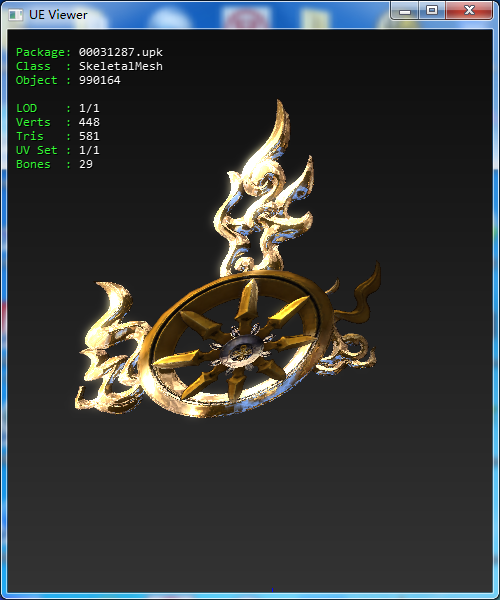 UE Viewer
Package: 00031287.upk
Class : SkeletalMesh
Object : 990164
LOD : 1/1
Verts : 448
Tris : 581
UV Set : 1/1
Bones : 29